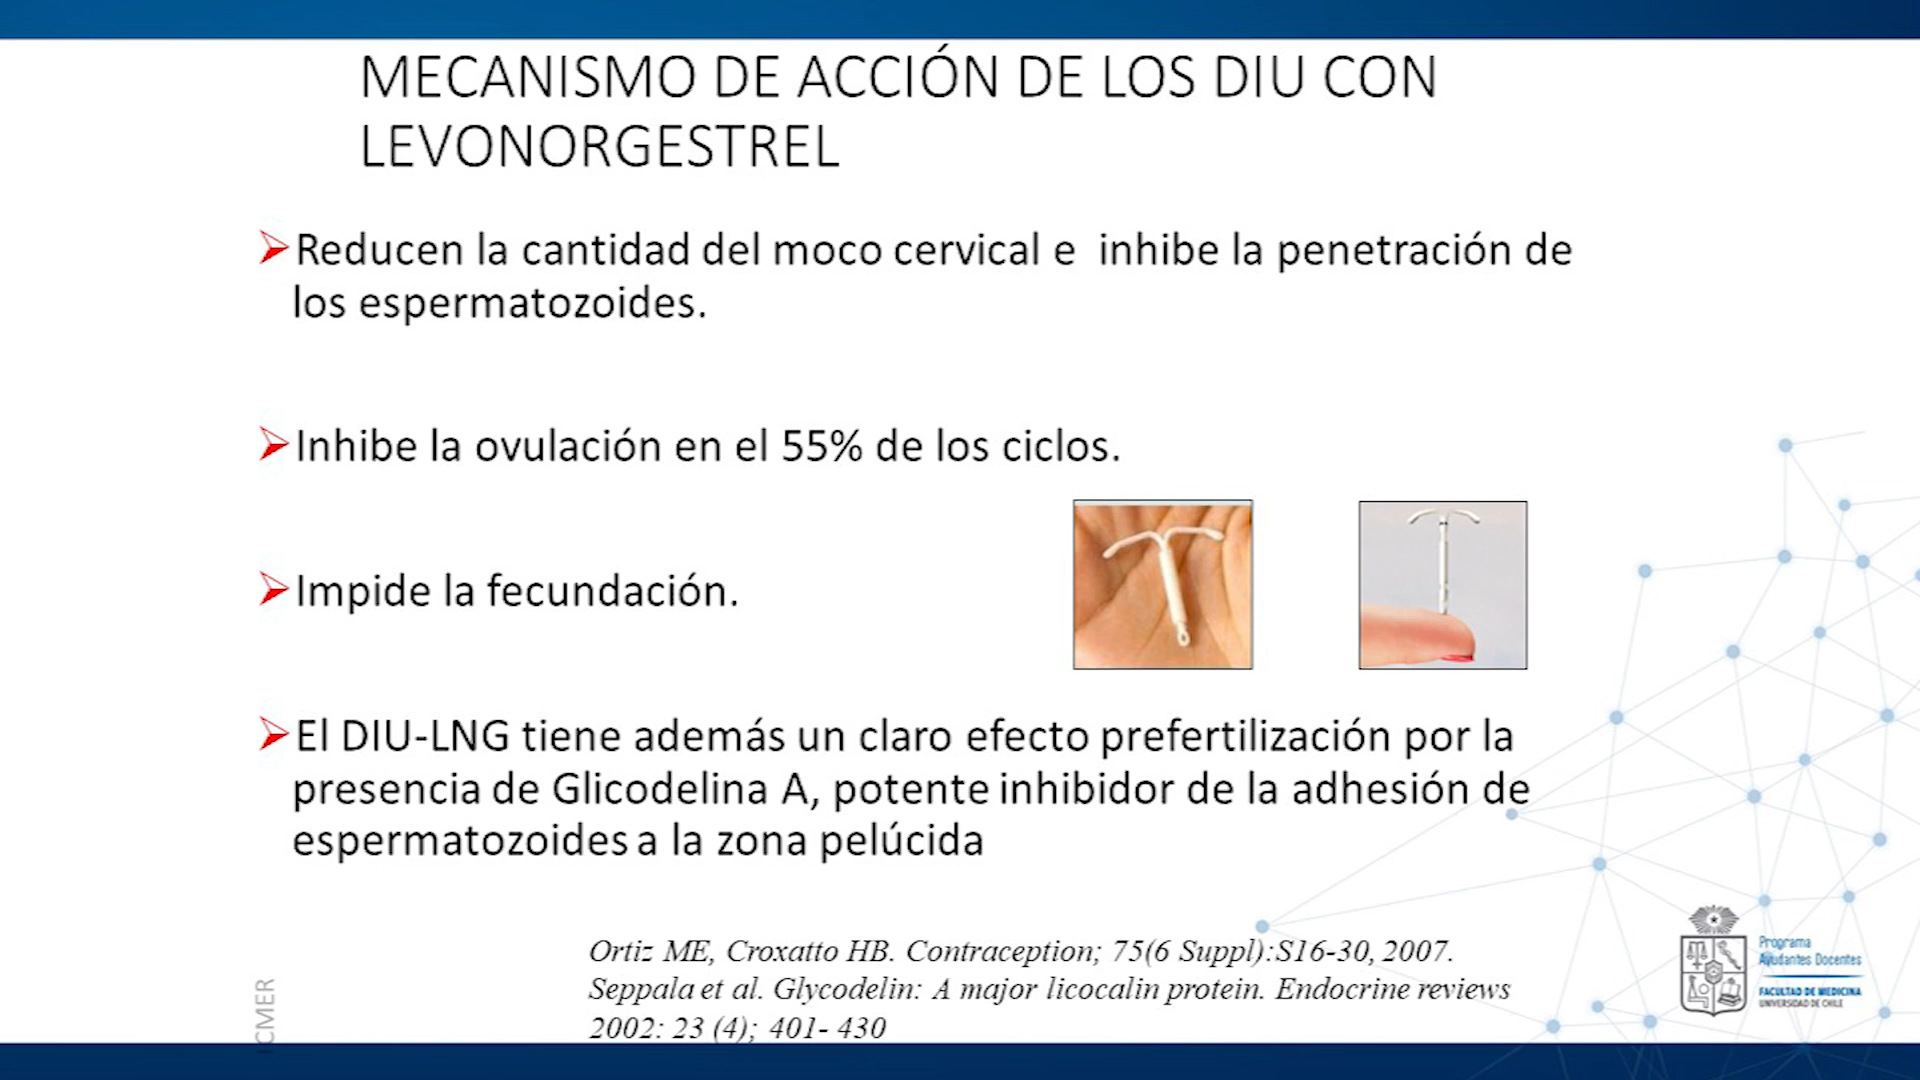 MECANISMO DE ACCIÓN DE LOS DIU CON
LEVONORGESTREL
Reducen la cantidad del moco cervical e inhibe la penetración de
los espermatozoides.
Inhibe la ovulación en el 55% de los ciclos.
Impide la fecundación.
El DIU-LNG tiene además un claro efecto prefertilización por la
presencia de Glicodelina A, potente inhibidor de la adhesión de
espermatozoides a la zona pelúcida
Ortiz ME, Croxatto HB. Contraception; 75(6 Suppl):S16-30, 2007.
Seppala et al. Glycodelin: A major licocalin protein. Endocrine reviews
2002: 23 (4); 401- 430
ICMER
Programa
Ayudantes Docentes
FACULTAD DE MEDICINA
UNIVERSIDAD DE CHILE